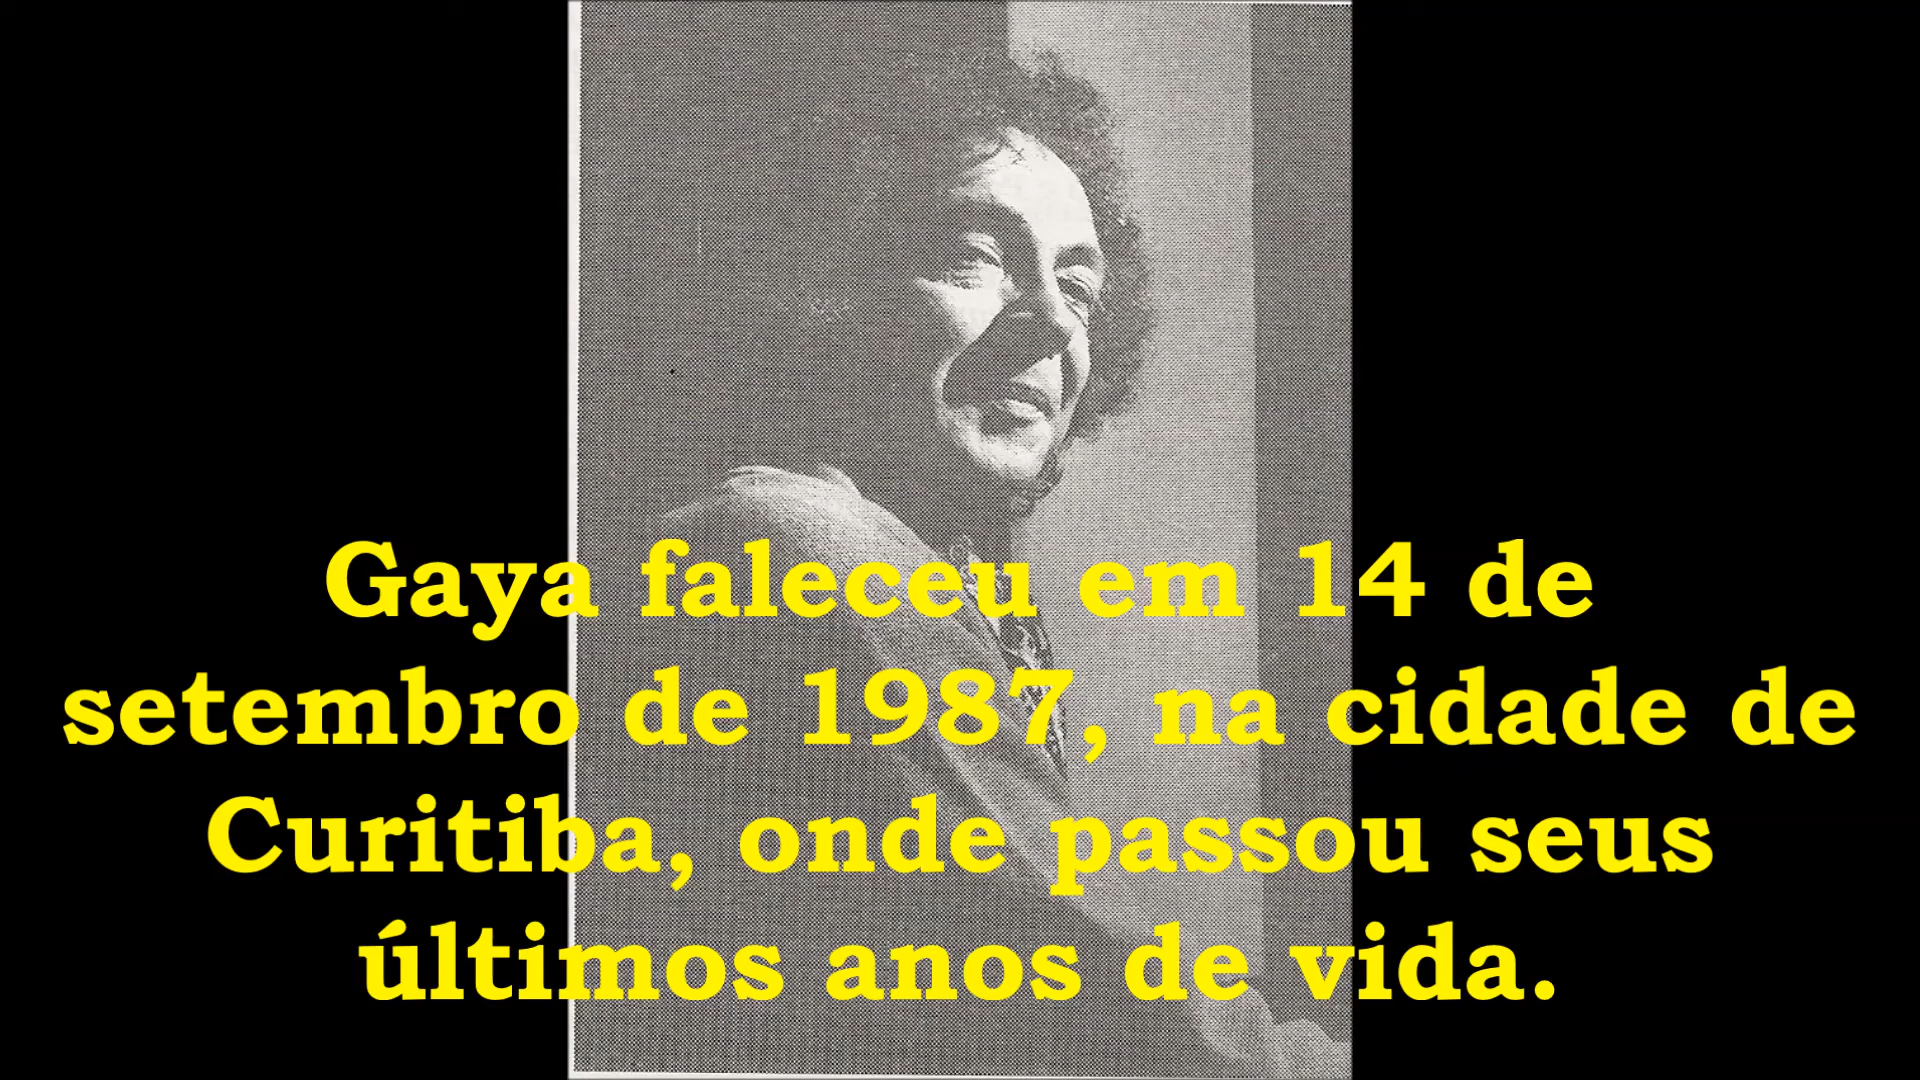 Gaya faleceu em 14 de
setembro de 1987, na cidade de
Curitiba, onde passou seus
últimos anos de vida.